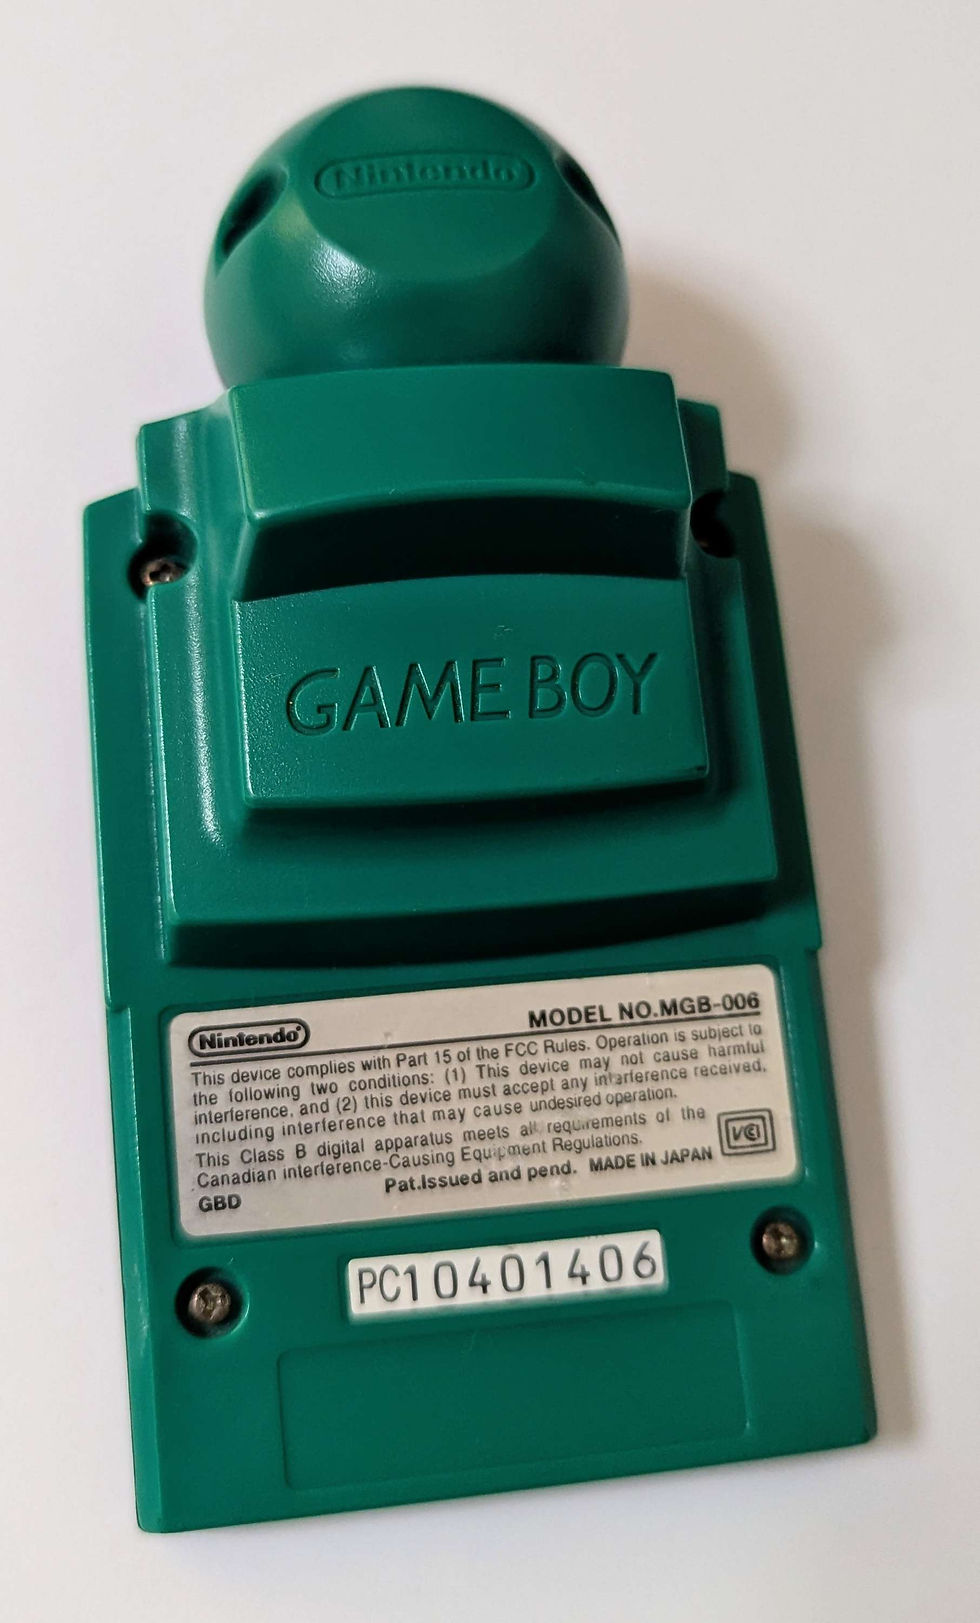 Nintendo
GAME BOY
Nintendo
MODEL NO.MGB-006
This device complies with Part 15 of the FCC Rules. Operation is subject to
the following two conditions: (1) This device may not cause harmful
interference, and (2) this device must accept any interference received,
including interference that may cause undesired operation.
This Class B digital apparatus meets all requirements of the
Canadian interference-Causing Equipment Regulations.
Pat.Issued and pend. MADE IN JAPAN
VCI
GBD
PC10401406